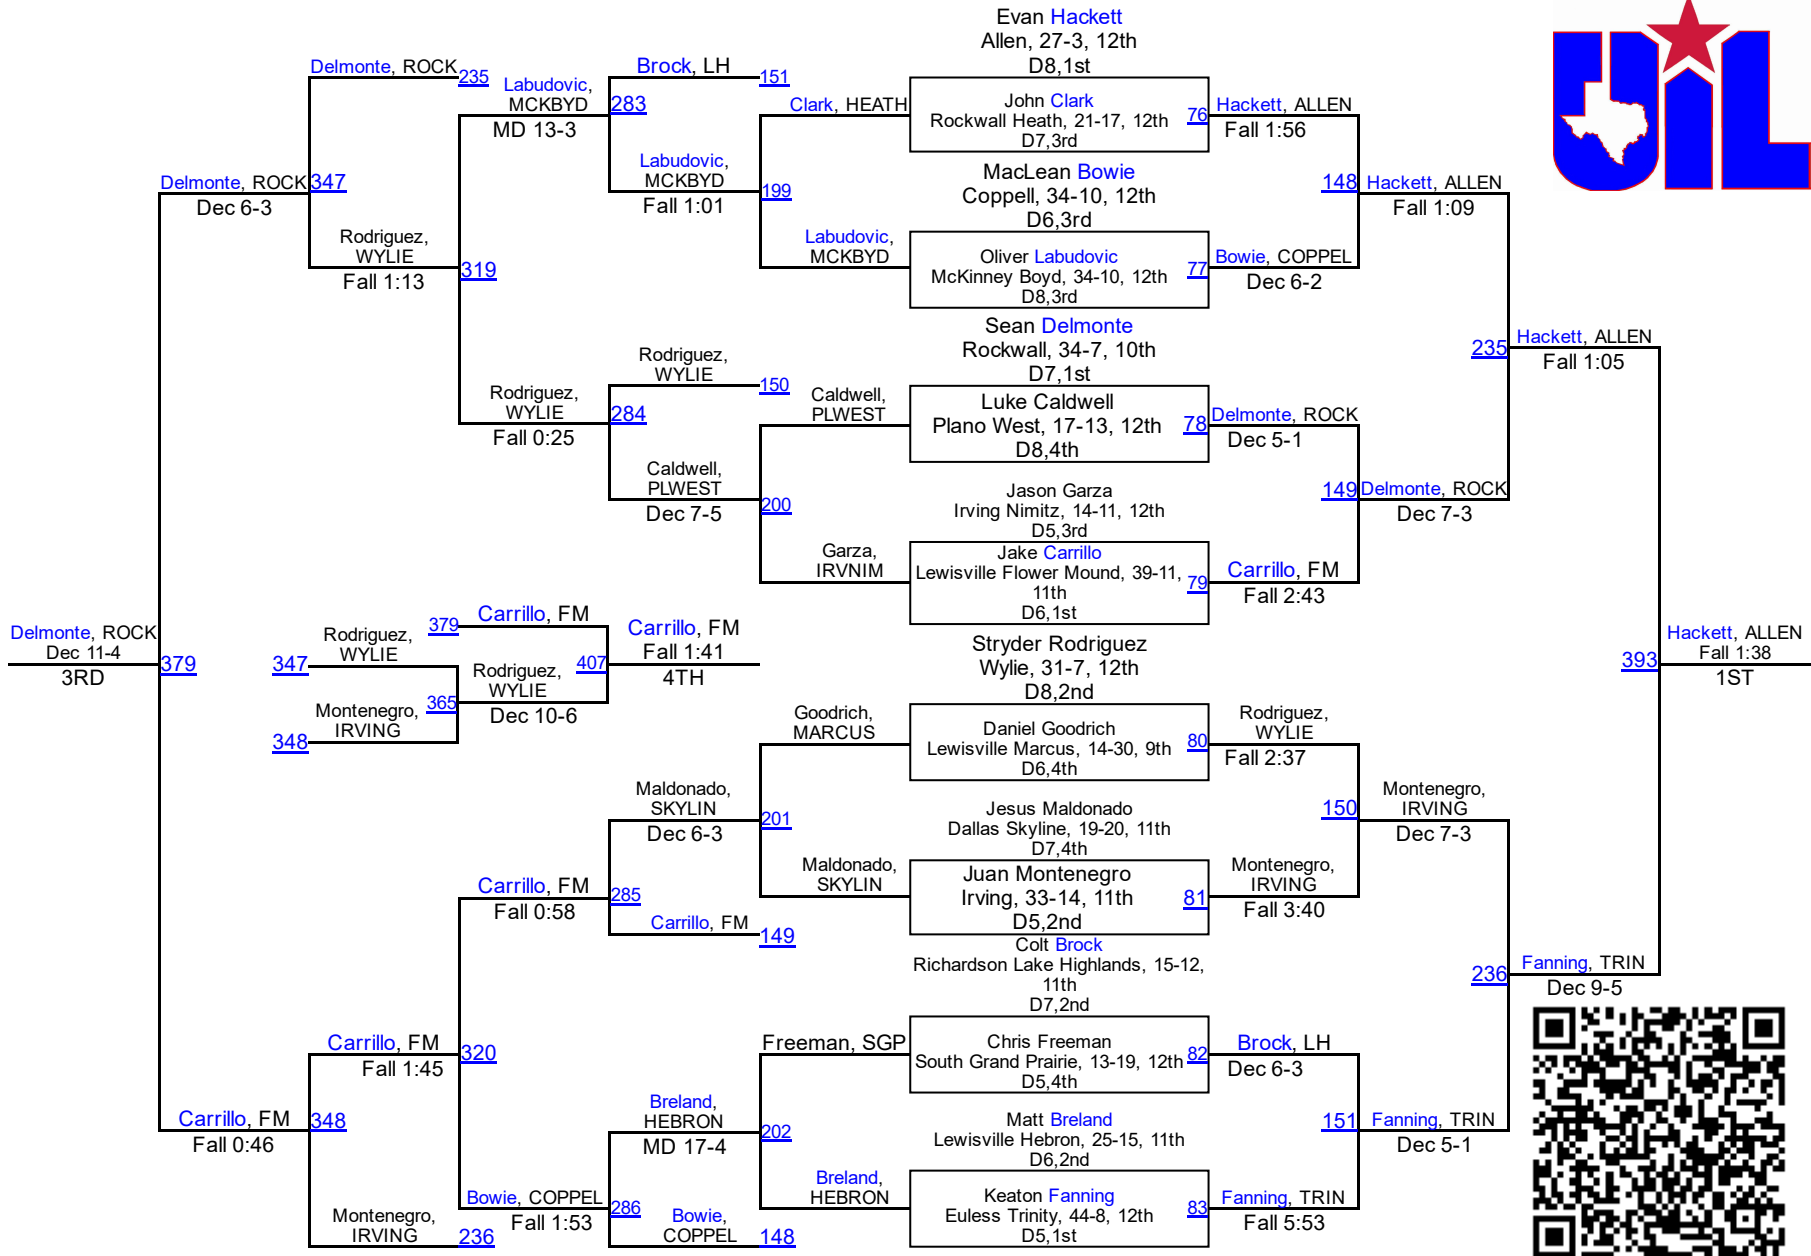 Evan Hackett
Allen, 27-3, 12th
D8,1st
John Clark
Rockwall Heath, 21-17, 12th
D7,3rd
76
MacLean Bowie
Coppell, 34-10, 12th
D6,3rd
Oliver Labudovic
McKinney Boyd, 34-10, 12th
D8,3rd
77
Sean Delmonte
Rockwall, 34-7, 10th
D7,1st
Luke Caldwell
Plano West, 17-13, 12th
D8,4th
78
Jason Garza
Irving Nimitz, 14-11, 12th
D5,3rd
Jake Carrillo
Lewisville Flower Mound, 39-11,
11th
D6,1st
79
Stryder Rodriguez
Wylie, 31-7, 12th
D8,2nd
Daniel Goodrich
Lewisville Marcus, 14-30, 9th
D6,4th
80
Jesus Maldonado
Dallas Skyline, 19-20, 11th
D7,4th
Juan Montenegro
Irving, 33-14, 11th
D5,2nd
81
Colt Brock
Richardson Lake Highlands, 15-12,
11th
D7,2nd
Chris Freeman
South Grand Prairie, 13-19, 12th
D5,4th
82
Matt Breland
Lewisville Hebron, 25-15, 11th
D6,2nd
Keaton Fanning
Euless Trinity, 44-8, 12th
D5,1st
83
Hackett, ALLEN
Fall 1:56
Bowie, COPPEL
Dec 6-2
Delmonte, ROCK
Dec 5-1
Carrillo, FM
Fall 2:43
Rodriguez,
WYLIE
Fall 2:37
Montenegro,
IRVING
Fall 3:40
Brock, LH
Dec 6-3
Fanning, TRIN
Fall 5:53
148
Hackett, ALLEN
Fall 1:09
149
Delmonte, ROCK
Dec 7-3
150
Montenegro,
IRVING
Dec 7-3
151
Fanning, TRIN
Dec 5-1
235
Hackett, ALLEN
Fall 1:05
236
Fanning, TRIN
Dec 9-5
393
Hackett, ALLEN
Fall 1:38
1ST
UIL
Clark, HEATH
Labudovic,
MCKBYD
Caldwell,
PLWEST
Garza,
IRVNIM
Goodrich,
MARCUS
Maldonado,
SKYLIN
Freeman, SGP
Breland,
HEBRON
Brock, LH
151
Labudovic,
MCKBYD
Fall 1:01
199
Rodriguez,
WYLIE
150
Caldwell,
PLWEST
Dec 7-5
200
Maldonado,
SKYLIN
Dec 6-3
201
Carrillo, FM
149
Breland,
HEBRON
MD 17-4
202
Bowie,
COPPEL
148
Labudovic,
MCKBYD
MD 13-3
283
Rodriguez,
WYLIE
Fall 0:25
284
Carrillo, FM
Fall 0:58
285
Bowie, COPPEL
Fall 1:53
286
Delmonte, ROCK
235
Rodriguez,
WYLIE
Fall 1:13
319
Carrillo, FM
Fall 1:45
320
Montenegro,
IRVING
236
Delmonte, ROCK
Dec 6-3
347
Carrillo, FM
Fall 0:46
348
Delmonte, ROCK
Dec 11-4
3RD
379
347
Rodriguez,
WYLIE
348
Montenegro,
IRVING
379
Carrillo, FM
365
Rodriguez,
WYLIE
Dec 10-6
407
Carrillo, FM
Fall 1:41
4TH